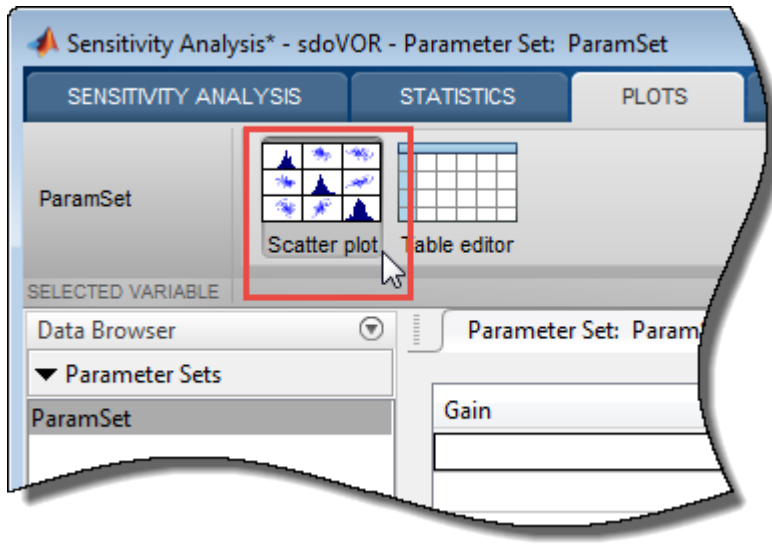 Sensitivity Analysis* - sdoVOR - Parameter Set: ParamSet
SENSITIVITY ANALYSIS STATISTICS PLOTS
ParamSet
Scatter plot Table editor
SELECTED VARIABLE
Data Browser
Parameter Set: Param
Parameter Sets
ParamSet
Gain